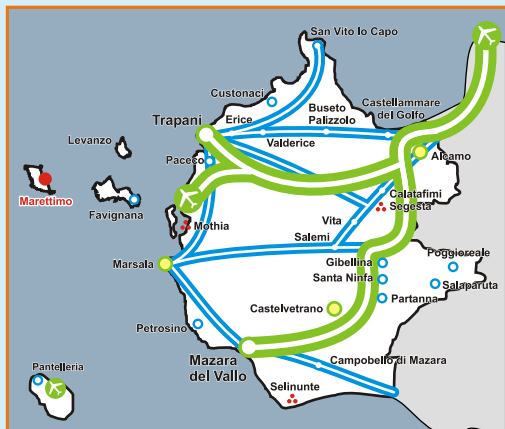 San Vito lo Capo
Custonaci
Erice
Buseto
Palizzolo
Castellammare
del Golfo
Trapani
Valderice
Levanzo
Paceco
Alcamo
Marettimo
Favignana
Calatafimi
Segesta
Mothia
Vita
Salemi
Marsala
Gibellina
Poggioreale
Santa Ninfa
Salaparuta
Partanna
Castelvetrano
Petrosino
Mazara
del Vallo
Campobello di Mazara
Pantelleria
Selinunte